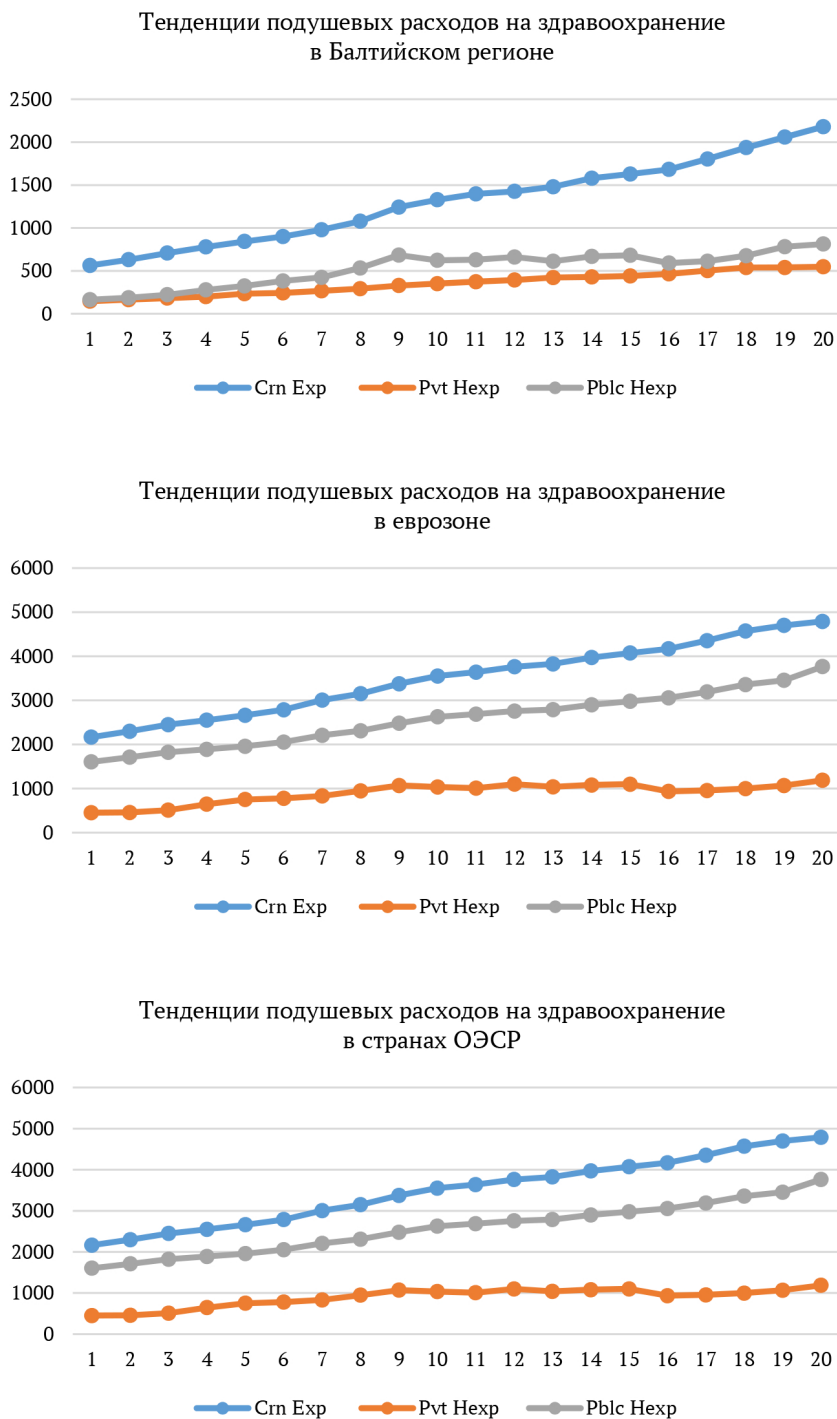 Тенденции подушевых расходов на здравоохранение
в Балтийском регионе
2500
2000
1500
1000
500
0
1 2 3 4 5 6 7 8 9 10 11 12 13 14 15 16 17 18 19 20
Crn Exp Pvt Hexp Pblc Hexp
Тенденции подушевых расходов на здравоохранение
в еврозоне
6000
5000
4000
3000
2000
1000
0
1 2 3 4 5 6 7 8 9 10 11 12 13 14 15 16 17 18 19 20
Crn Exp Pvt Hexp Pblc Hexp
Тенденции подушевых расходов на здравоохранение
в странах ОЭСР
6000
5000
4000
3000
2000
1000
0
1 2 3 4 5 6 7 8 9 10 11 12 13 14 15 16 17 18 19 20
Crn Exp Pvt Hexp Pblc Hexp